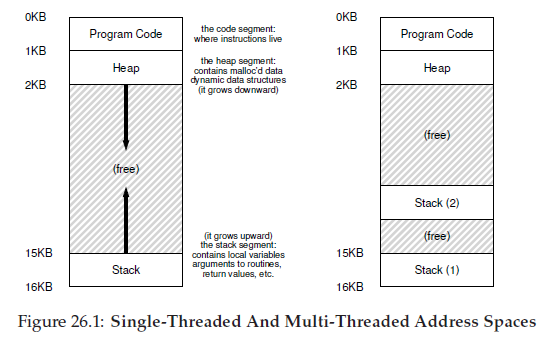 0KB
Program Code
the code segment:
where instructions live
1KB
Heap
the heap segment:
contains malloc'd data
dynamic data structures
(it grows downward)
2KB
(free)
(it grows upward)
the stack segment:
contains local variables
arguments to routines,
return values, etc.
15KB
Stack
16KB
0KB
Program Code
1KB
Heap
2KB
(free)
Stack (2)
(free)
15KB
Stack (1)
16KB
Figure 26.1: Single-Threaded And Multi-Threaded Address Spaces